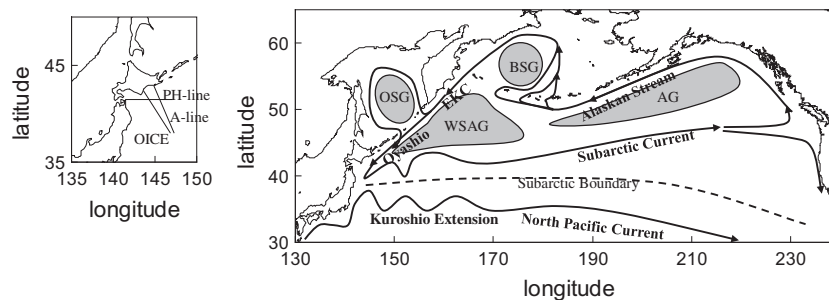 latitude
45
35
PH-line
A-line
OICE
135 140 145 150
longitude
latitude
60
50
40
30
OSG
BSG
EKC
Oyashio
WSAG
Alaskan Stream
AG
Subarctic Current
Subarctic Boundary
Kuroshio Extension
North Pacific Current
130 150 170 190 210 230
longitude